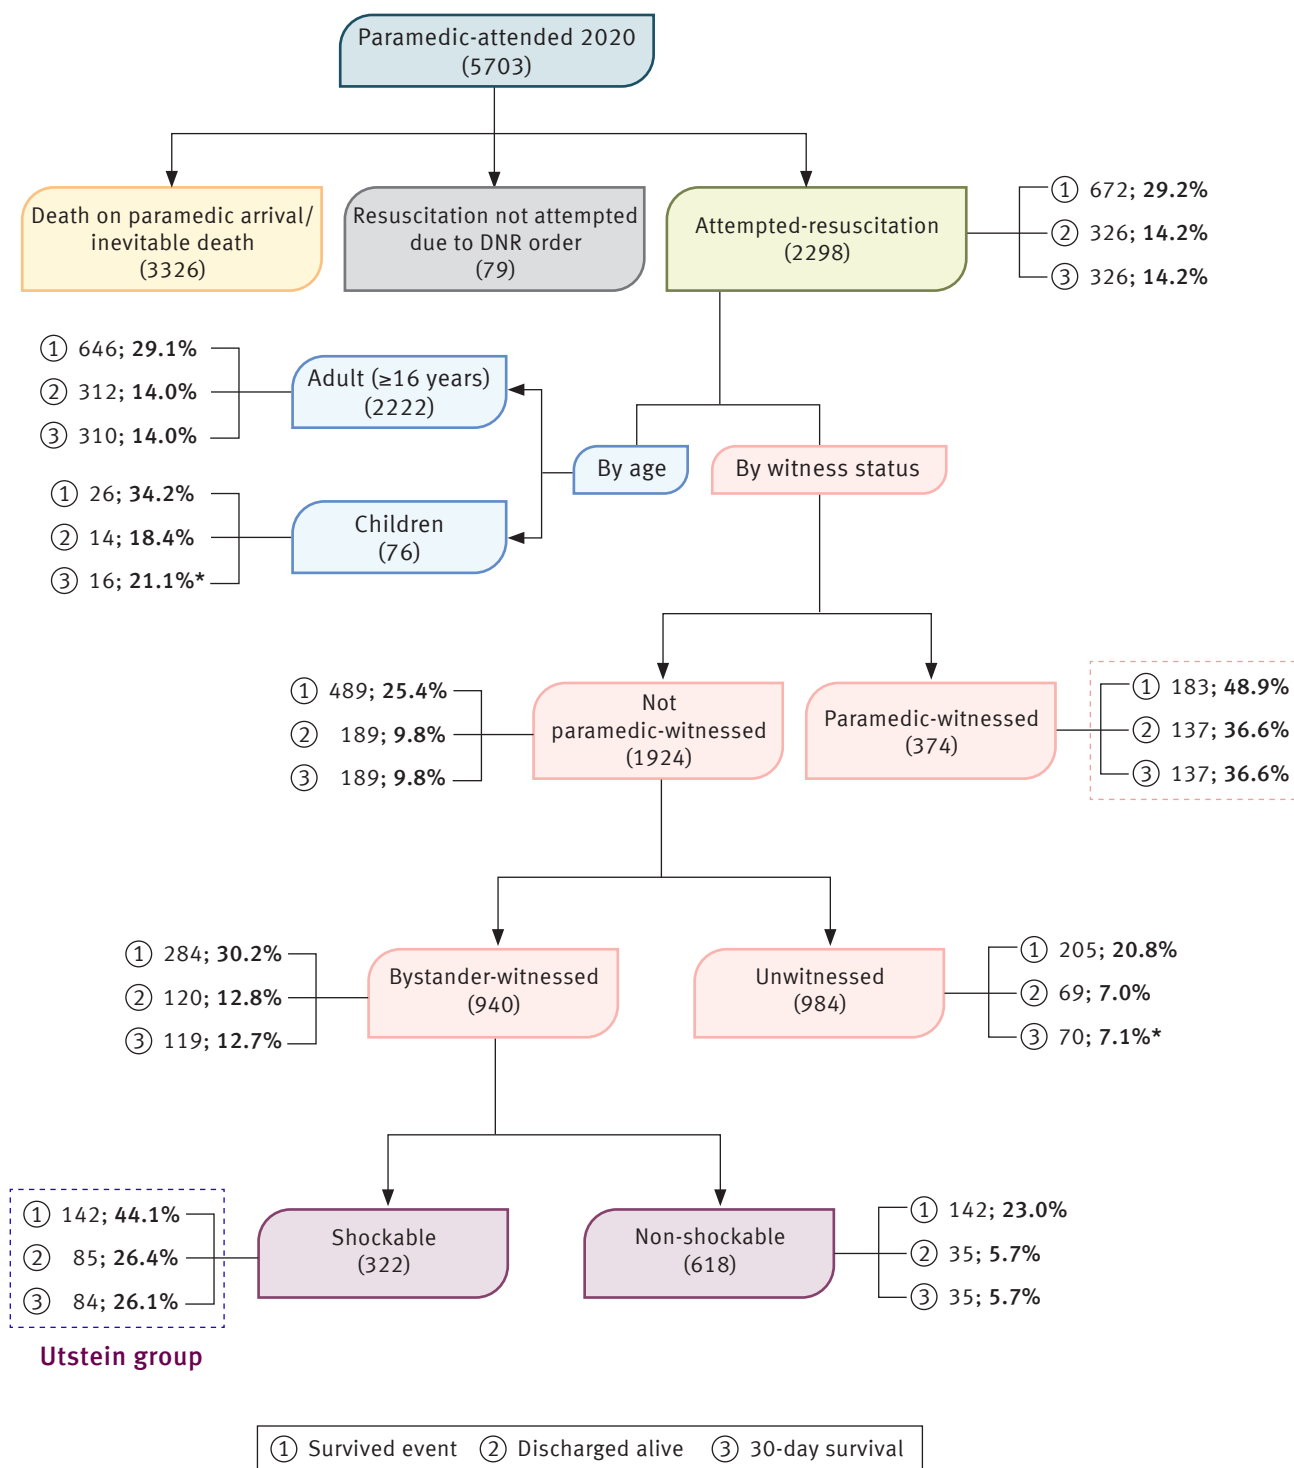 Paramedic-attended 2020
(5703)
Death on paramedic arrival/
inevitable death
(3326)
Resuscitation not attempted
due to DNR order
(79)
Attempted-resuscitation
(2298)
1 672; 29.2%
2 326; 14.2%
3 326; 14.2%
1 646; 29.1%
2 312; 14.0%
3 310; 14.0%
Adult (≥16 years)
(2222)
By age
By witness status
1 26; 34.2%
2 14; 18.4%
3 16; 21.1%*
Children
(76)
1 489; 25.4%
2 189; 9.8%
3 189; 9.8%
Not
paramedic-witnessed
(1924)
Paramedic-witnessed
(374)
1 183; 48.9%
2 137; 36.6%
3 137; 36.6%
1 284; 30.2%
2 120; 12.8%
3 119; 12.7%
Bystander-witnessed
(940)
Unwitnessed
(984)
1 205; 20.8%
2 69; 7.0%
3 70; 7.1%*
1 142; 44.1%
2 85; 26.4%
3 84; 26.1%
Utstein group
Shockable
(322)
Non-shockable
(618)
1 142; 23.0%
2 35; 5.7%
3 35; 5.7%
1 Survived event 2 Discharged alive 3 30-day survival